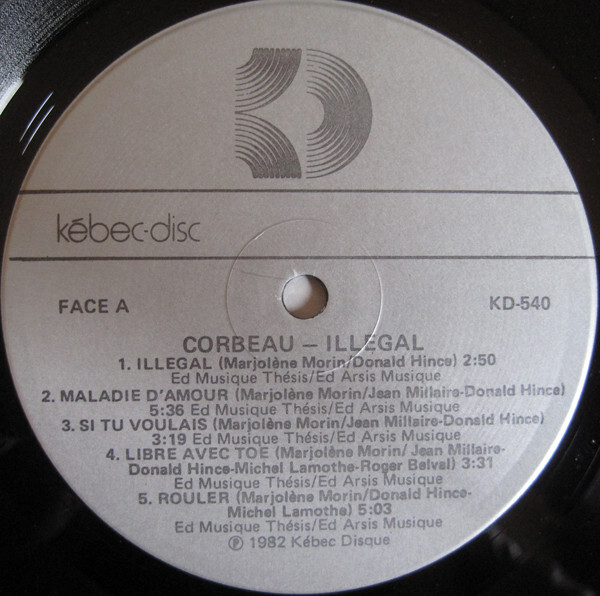 kébec-disc
FACE A
KD-540
CORBEAU – ILLEGAL
1. ILLEGAL (Marjolène Morin/Donald Hince) 2:50
Ed Musique Thésis/Ed Arsis Musique
2. MALADIE D'AMOUR (Marjolène Morin/Jean Millaire-Donald Hince)
5:36 Ed Musique Thésis/Ed Arsis Musique
3. SI TU VOULAIS (Marjolène Morin/Jean Millaire-Donald Hince)
3:19 Ed Musique Thésis/Ed Arsis Musique
4. LIBRE AVEC TOE (Marjolène Morin/ Jean Millaire-
Donald Hince-Michel Lamothe-Roger Belval) 3:31
Ed Musique Thésis/Ed Arsis Musique
5. ROULER (Marjolène Morin/Donald Hince-
Michel Lamothe) 5:03
Ed Musique Thésis/Ed Arsis Musique
℗ 1982 Kébec Disque